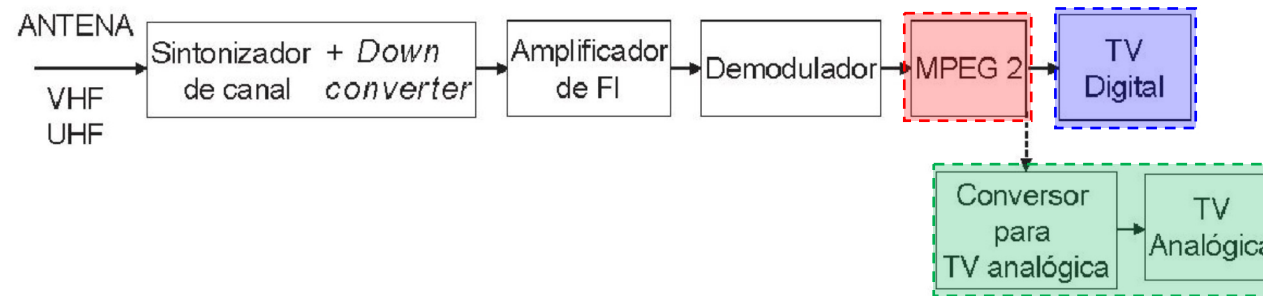 ANTENA
VHF
UHF
Sintonizador + Down
de canal converter
Amplificador
de FI
Demodulador
MPEG 2
TV
Digital
Conversor
para
TV analógica
TV
Analógica